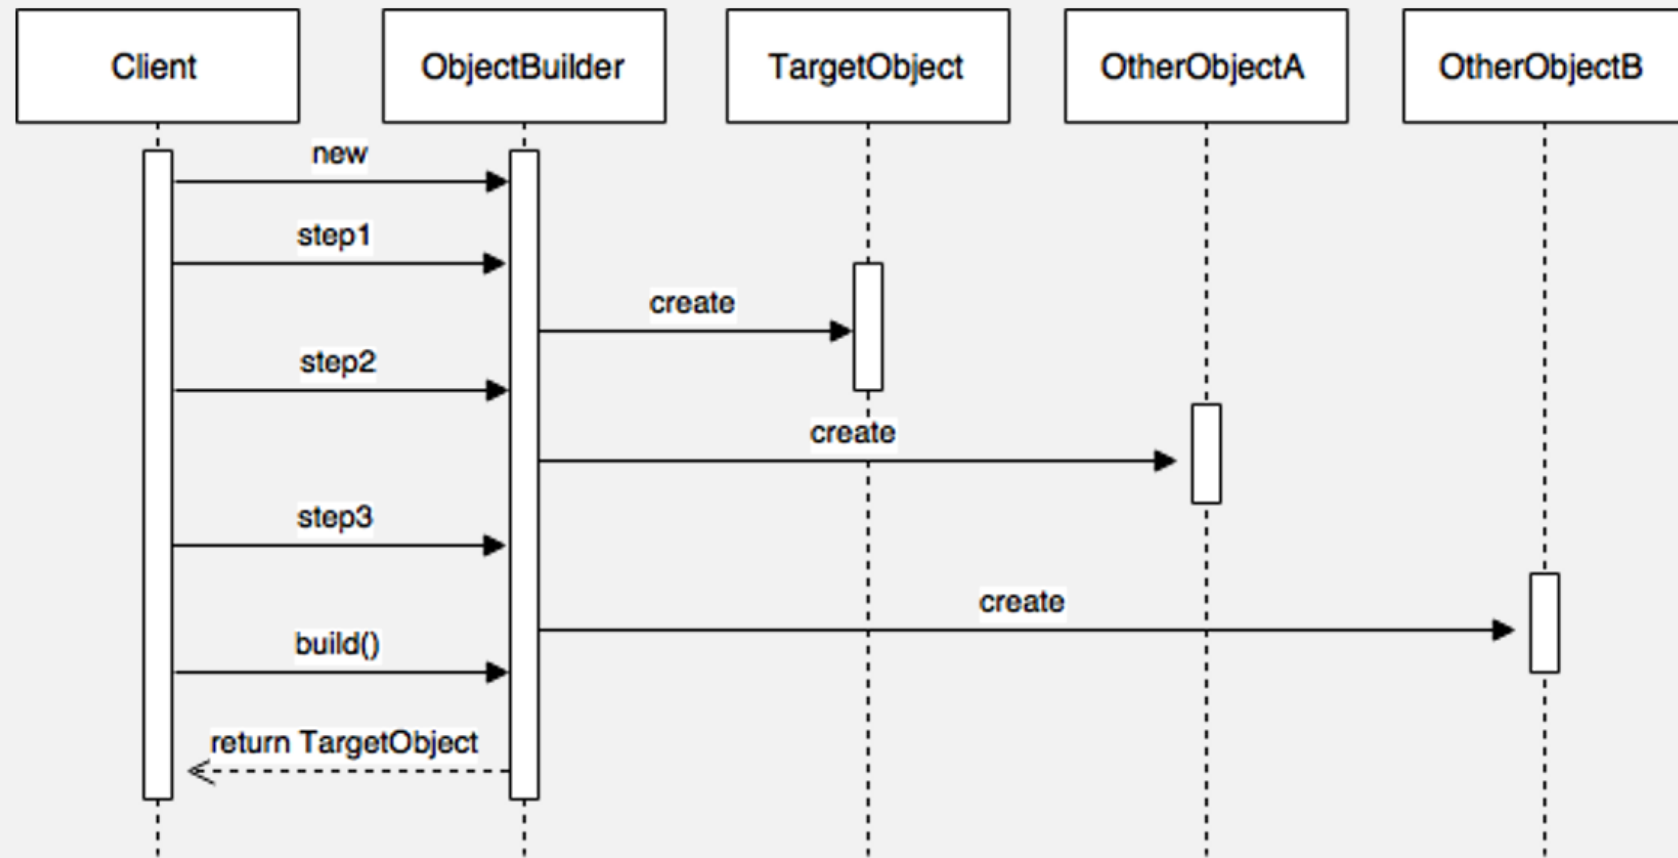 Client
ObjectBuilder
TargetObject
OtherObjectA
OtherObjectB
new
step1
create
step2
create
step3
create
build()
return TargetObject